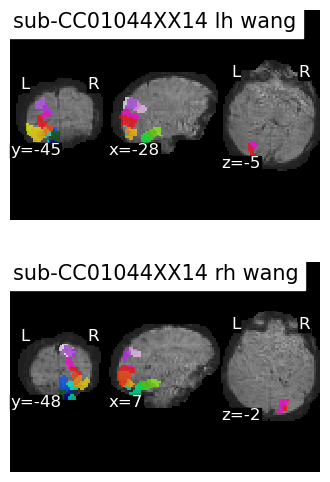 sub-CC01044XX14 lh wang
L R L R
y=-45 x=-28 z=-5
sub-CC01044XX14 rh wang
L R L R
y=-48 x=7 z=-2